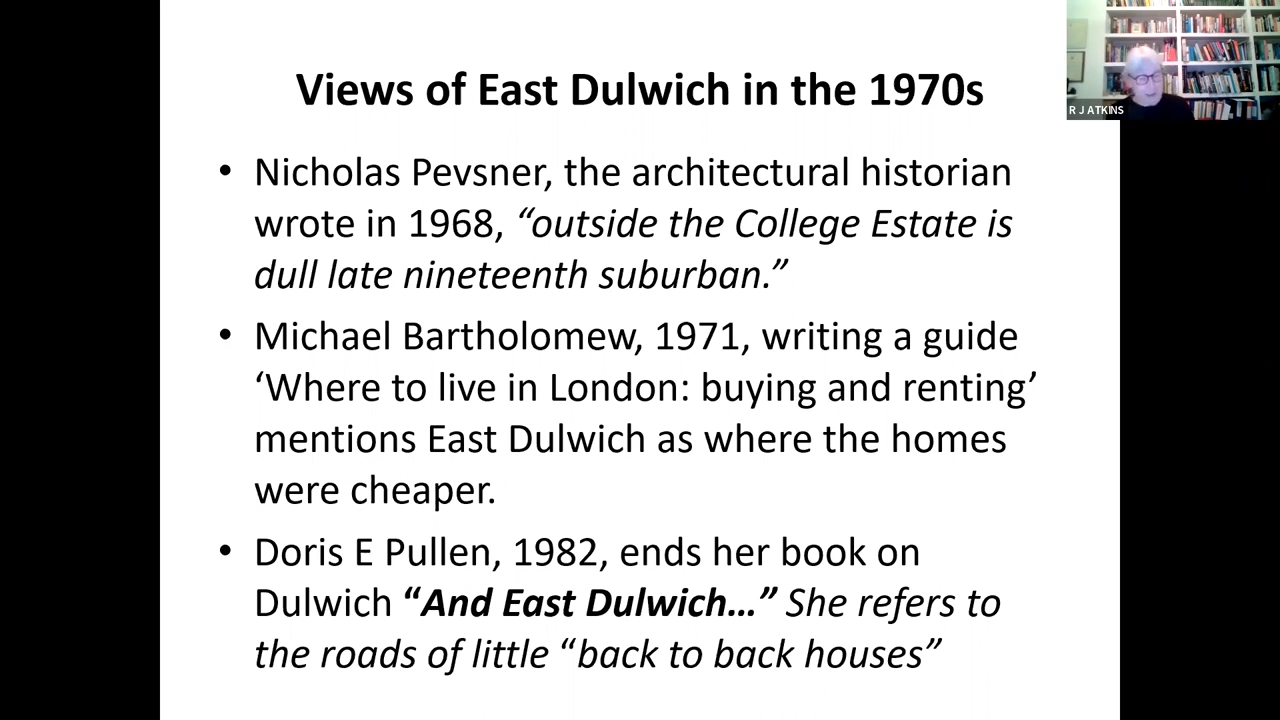 Views of East Dulwich in the 1970s
R J ATKINS
• Nicholas Pevsner, the architectural historian
wrote in 1968, “outside the College Estate is
dull late nineteenth suburban.”
• Michael Bartholomew, 1971, writing a guide
‘Where to live in London: buying and renting’
mentions East Dulwich as where the homes
were cheaper.
• Doris E Pullen, 1982, ends her book on
Dulwich “And East Dulwich…” She refers to
the roads of little “back to back houses”